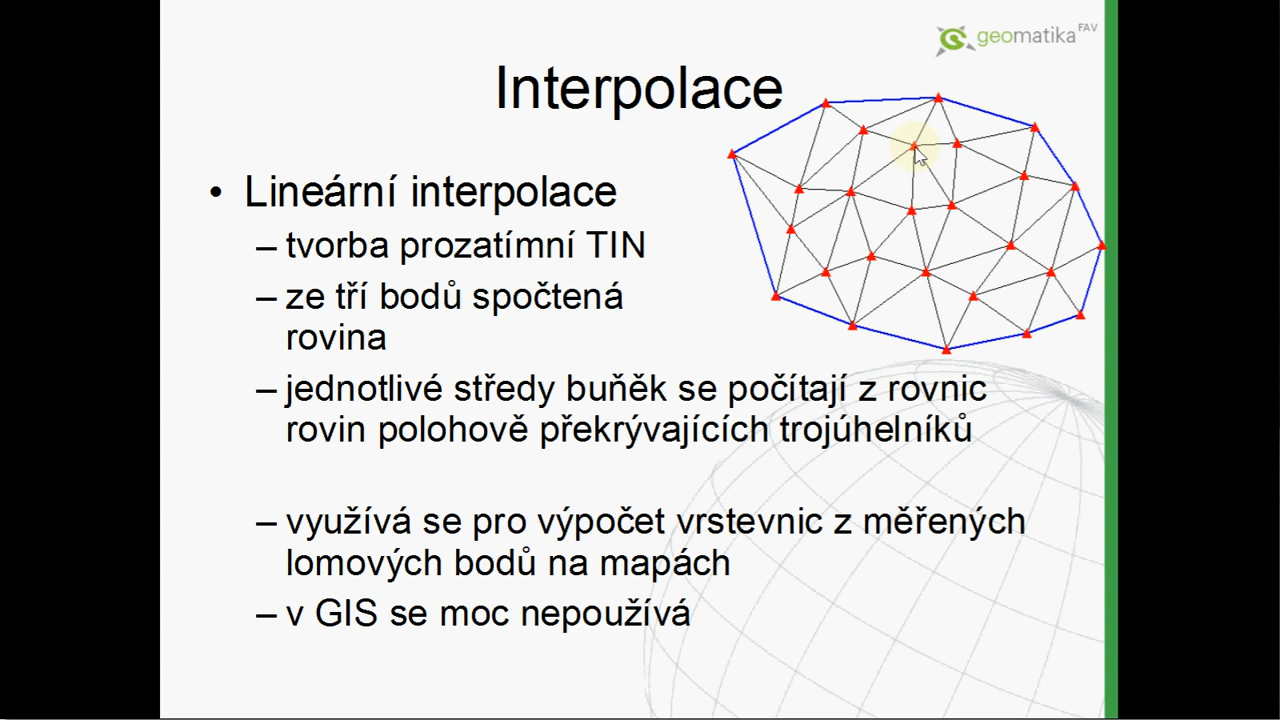 geomatika FAV
Interpolace
• Lineární interpolace
– tvorba prozatímní TIN
– ze tří bodů spočtená
rovina
– jednotlivé středy buňěk se počítají z rovnic
rovin polohově překrývajících trojúhelníků
– využívá se pro výpočet vrstevnic z měřených
lomových bodů na mapách
– v GIS se moc nepoužívá